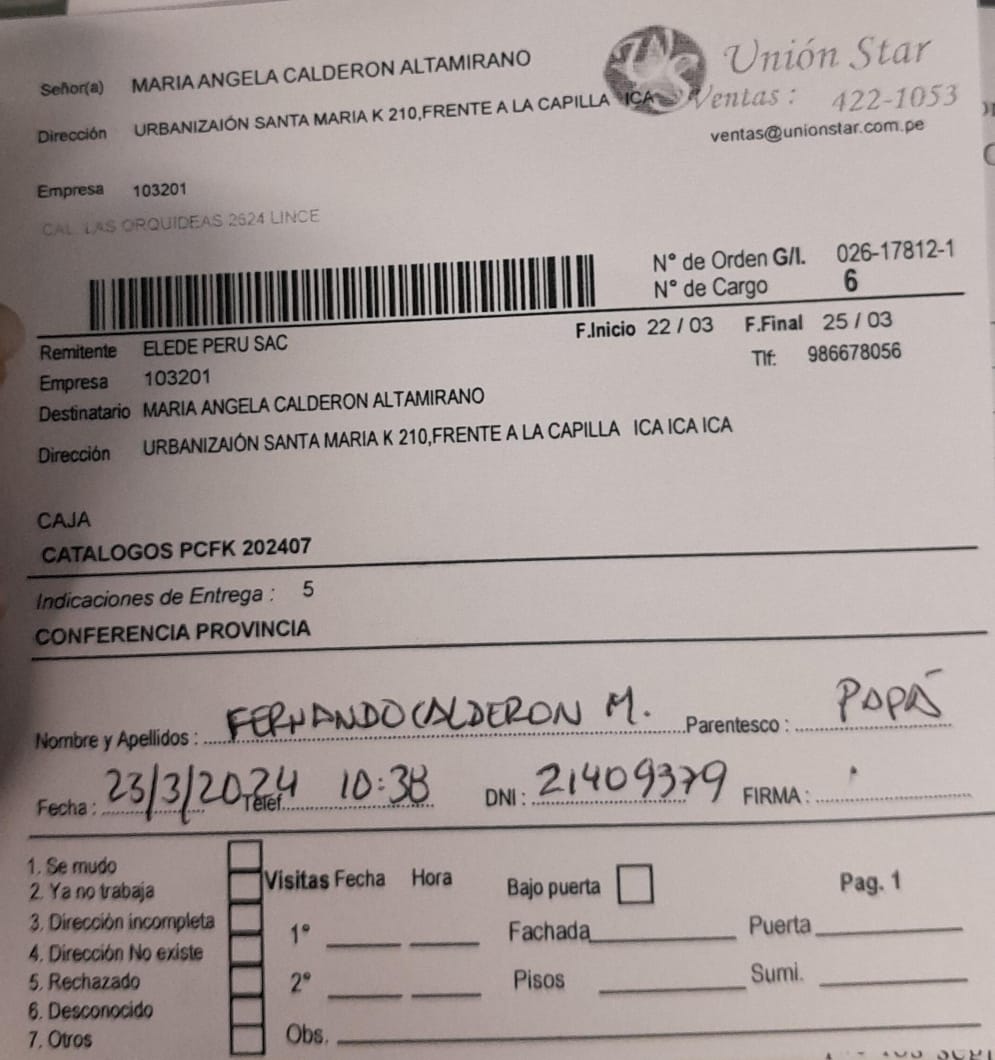 Señor(a) MARIA ANGELA CALDERON ALTAMIRANO
Unión Star
Dirección URBANIZAIÓN SANTA MARIA K 210,FRENTE A LA CAPILLA ICA
Ventas : 422-1053
ventas@unionstar.com.pe
Empresa 103201
CAL. LAS ORQUIDEAS 2624 LINCE
N° de Orden G/I. 026-17812-1
N° de Cargo 6
Remitente ELEDE PERU SAC
F.Inicio 22 / 03 F.Final 25 / 03
Empresa 103201
Tlf: 986678056
Destinatario MARIA ANGELA CALDERON ALTAMIRANO
Dirección URBANIZAIÓN SANTA MARIA K 210,FRENTE A LA CAPILLA ICA ICA ICA
CAJA
CATALOGOS PCFK 202407
Indicaciones de Entrega : 5
CONFERENCIA PROVINCIA
Nombre y Apellidos : FERNANDO CALDERON M. Parentesco : PAPÁ
Fecha : 23/3/2024 Telef. 10:38 DNI : 21409379 FIRMA :
1. Se mudo
2. Ya no trabaja
3. Dirección incompleta
4. Dirección No existe
5. Rechazado
6. Desconocido
7. Otros
Visitas Fecha Hora
1°
2°
Obs.
Bajo puerta
Pag. 1
Fachada Puerta
Pisos Sumi.